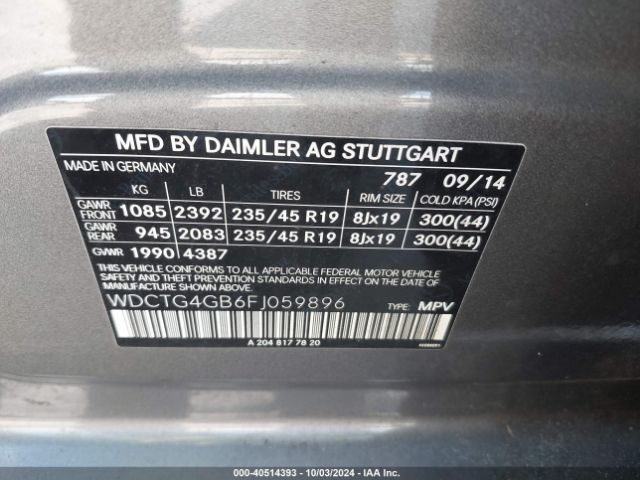 MFD BY DAIMLER AG STUTTGART
MADE IN GERMANY 787 09/14
KG LB TIRES RIM SIZE COLD KPA (PSI)
GAWR FRONT 1085 2392 235/45 R19 8Jx19 300(44)
GAWR REAR 945 2083 235/45 R19 8Jx19 300(44)
GVWR 1990 4387
THIS VEHICLE CONFORMS TO ALL APPLICABLE FEDERAL MOTOR VEHICLE
SAFETY AND THEFT PREVENTION STANDARDS IN EFFECT ON THE DATE
OF MANUFACTURE SHOWN ABOVE.
WDCTG4GB6FJ059896 TYPE: MPV
A 204 817 78 20
000-40514393 - 10/03/2024 - IAA Inc.